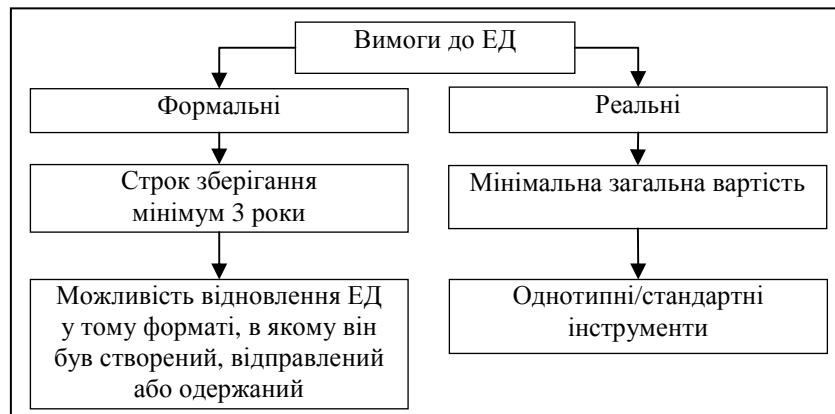 Вимоги до ЕД
Формальні
Реальні
Строк зберігання
мінімум 3 роки
Мінімальна загальна вартість
Можливість відновлення ЕД
у тому форматі, в якому він
був створений, відправлений
або одержаний
Однотипні/стандартні
інструменти